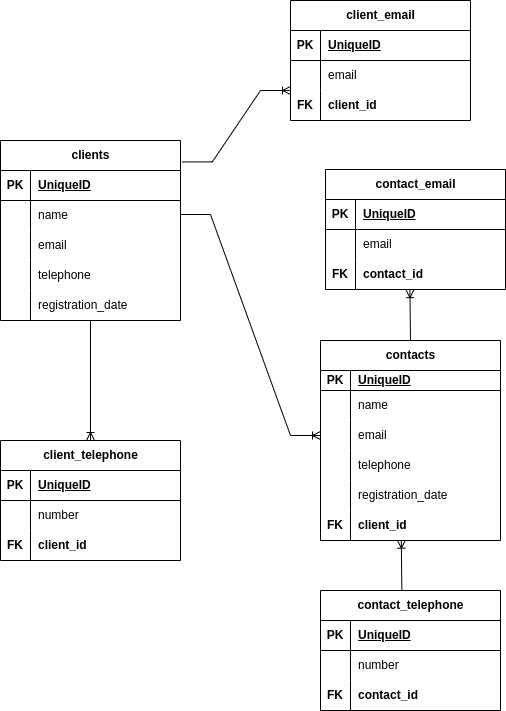 client_email
PK UniqueID
email
FK client_id
clients
PK UniqueID
name
email
telephone
registration_date
contact_email
PK UniqueID
email
FK contact_id
contacts
PK UniqueID
name
email
telephone
registration_date
FK client_id
client_telephone
PK UniqueID
number
FK client_id
contact_telephone
PK UniqueID
number
FK contact_id